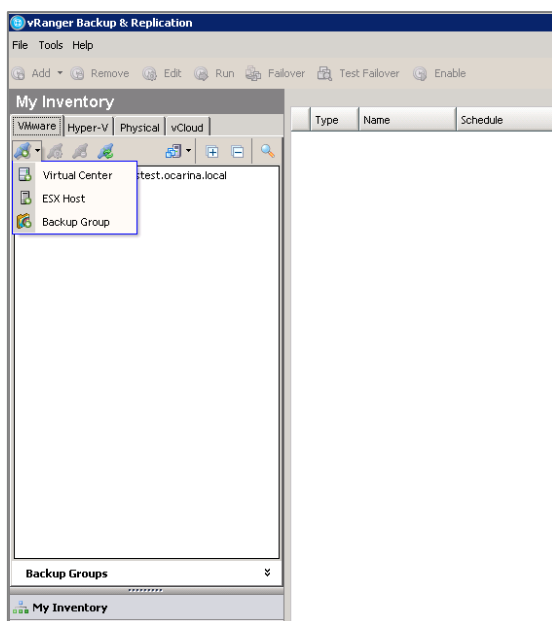 vRanger Backup & Replication
File Tools Help
Add Remove Edit Run Failover Test Failover Enable
My Inventory
VMware Hyper-V Physical vCloud
Type Name Schedule
Virtual Center
stest.ocarina.local
ESX Host
Backup Group
Backup Groups
My Inventory